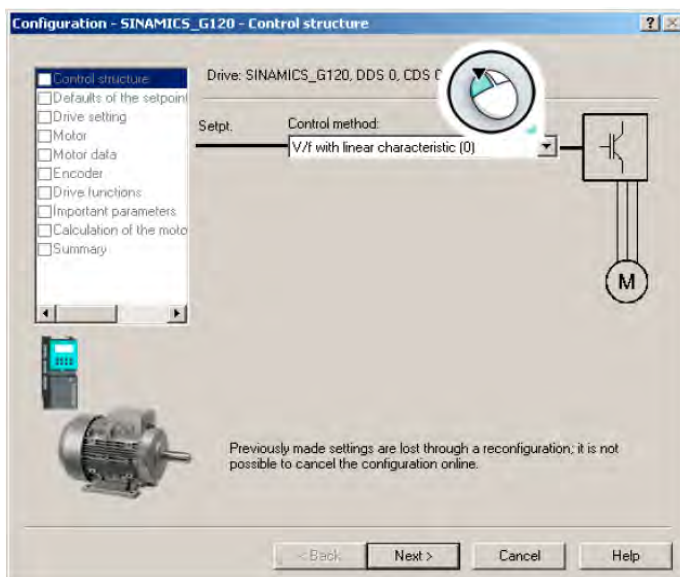 Configuration - SINAMICS_G120 - Control structure
Control structure
Drive: SINAMICS_G120, DDS 0, CDS
Defaults of the setpoint
Drive setting
Motor
Motor data
Encoder
Drive functions
Important parameters
Calculation of the moto
Summary
Setpt.
Control method:
V/f with linear characteristic (0)
M
Previously made settings are lost through a reconfiguration; it is not
possible to cancel the configuration online.
< Back
Next >
Cancel
Help